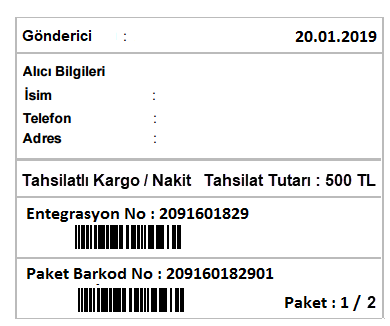 Gönderici : 20.01.2019
Alıcı Bilgileri
İsim :
Telefon :
Adres :
Tahsilatlı Kargo / Nakit Tahsilat Tutarı : 500 TL
Entegrasyon No : 2091601829
Paket Barkod No : 209160182901
Paket : 1 / 2